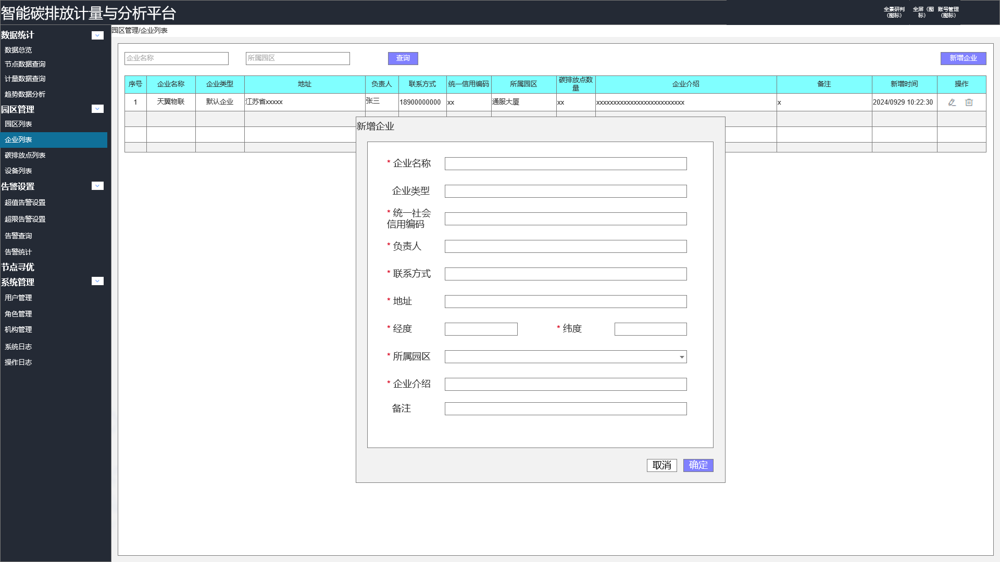 智能碳排放计量与分析平台
全景研判（图标）
全屏（图标）
账号管理（图标）
数据统计
数据总览
节点数据查询
计量数据查询
趋势数据分析
园区管理
园区列表
企业列表
碳排放点列表
设备列表
告警设置
超值告警设置
超限告警设置
告警查询
告警统计
节点寻优
系统管理
用户管理
角色管理
机构管理
系统日志
操作日志
园区管理/企业列表
企业名称 所属园区 查询 新增企业
序号 企业名称 企业类型 地址 负责人 联系方式 统一信用编码 所属园区 碳排放点数量 企业介绍 备注 新增时间 操作
1 天翼物联 默认企业 江苏省xxxxx 张三 18900000000 xx 通服大厦 xx xxxxxxxxxxxxxxxxxxxxxxxxxx x 2024/0929 10:22:30
新增企业
* 企业名称
企业类型
* 统一社会
信用编码
* 负责人
* 联系方式
* 地址
* 经度 * 纬度
* 所属园区
* 企业介绍
备注
取消 确定